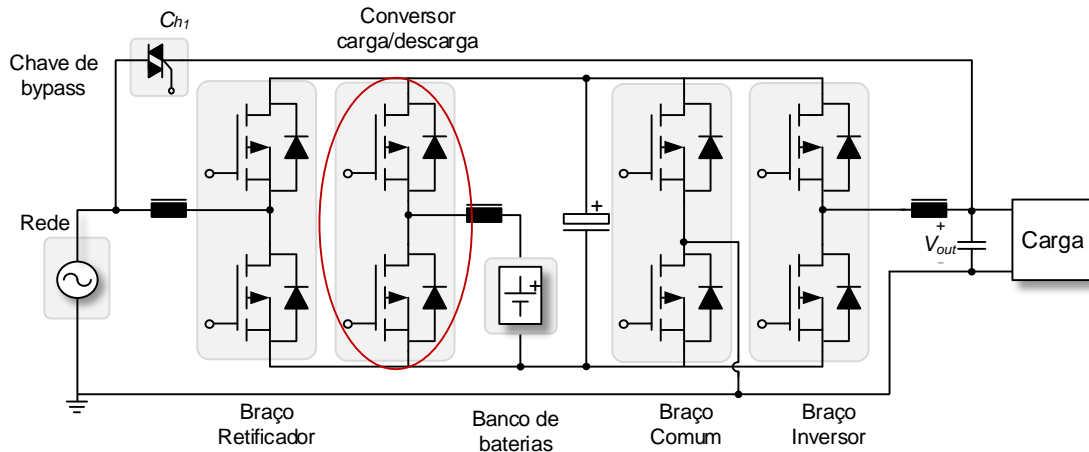 Ch1
Conversor
carga/descarga
Chave de
bypass
Rede
+
+
+
Vout
-
Carga
Braço
Retificador
Banco de
baterias
Braço
Comum
Braço
Inversor